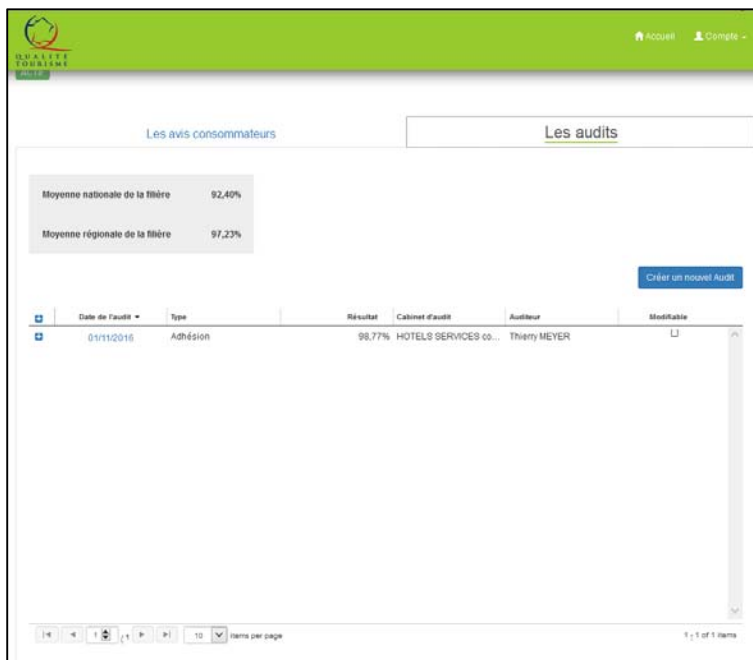 Accueil Compte
QUALITÉ
TOURISME
Les avis consommateurs Les audits
Moyenne nationale de la filière 92,40%
Moyenne régionale de la filière 97,23%
Créer un nouvel Audit
Date de l'audit Type Résultat Cabinet d'audit Auditeur Modifiable
01/11/2016 Adhésion 98,77% HOTELS SERVICES co... Thierry MEYER
1 / 1 10 items per page 1 - 1 of 1 items